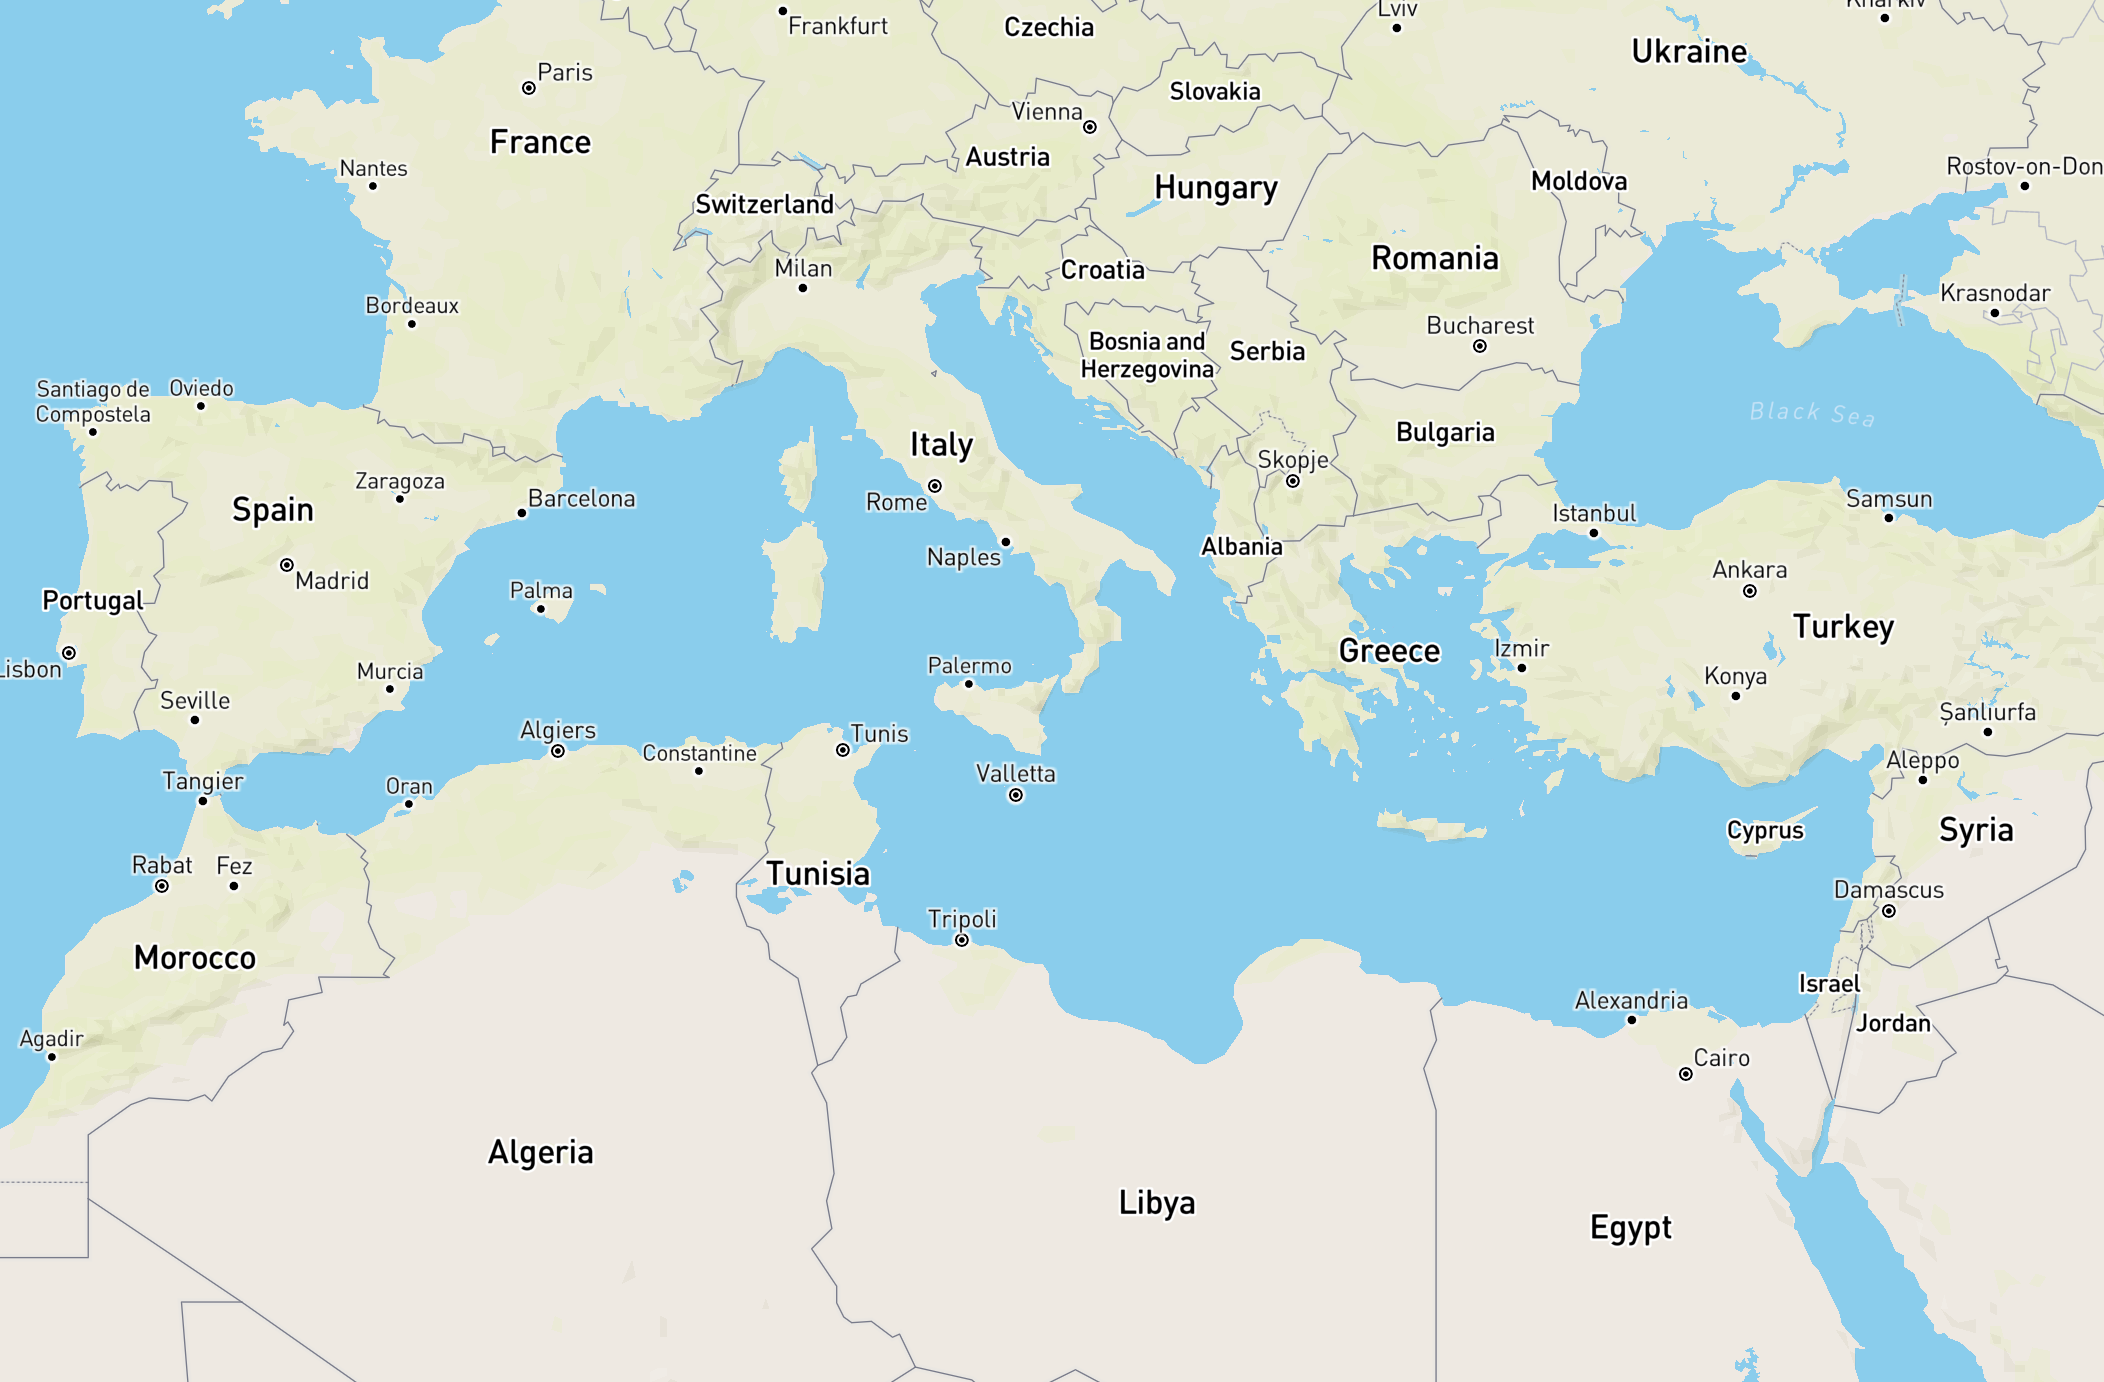 Lviv
Kharkiv
Frankfurt
Czechia
Ukraine
Paris
Slovakia
Vienna
France
Austria
Nantes
Rostov-on-Don
Moldova
Hungary
Switzerland
Romania
Milan
Croatia
Krasnodar
Bordeaux
Bucharest
Bosnia and
Herzegovina
Serbia
Santiago de
Compostela
Oviedo
Black Sea
Bulgaria
Italy
Skopje
Zaragoza
Barcelona
Samsun
Rome
Spain
Istanbul
Albania
Naples
Ankara
Madrid
Palma
Portugal
Turkey
Greece
Izmir
Lisbon
Palermo
Murcia
Konya
Seville
Şanlıurfa
Algiers
Tunis
Constantine
Aleppo
Valletta
Tangier
Oran
Cyprus
Syria
Rabat
Fez
Tunisia
Damascus
Tripoli
Morocco
Israel
Alexandria
Jordan
Agadir
Cairo
Algeria
Libya
Egypt